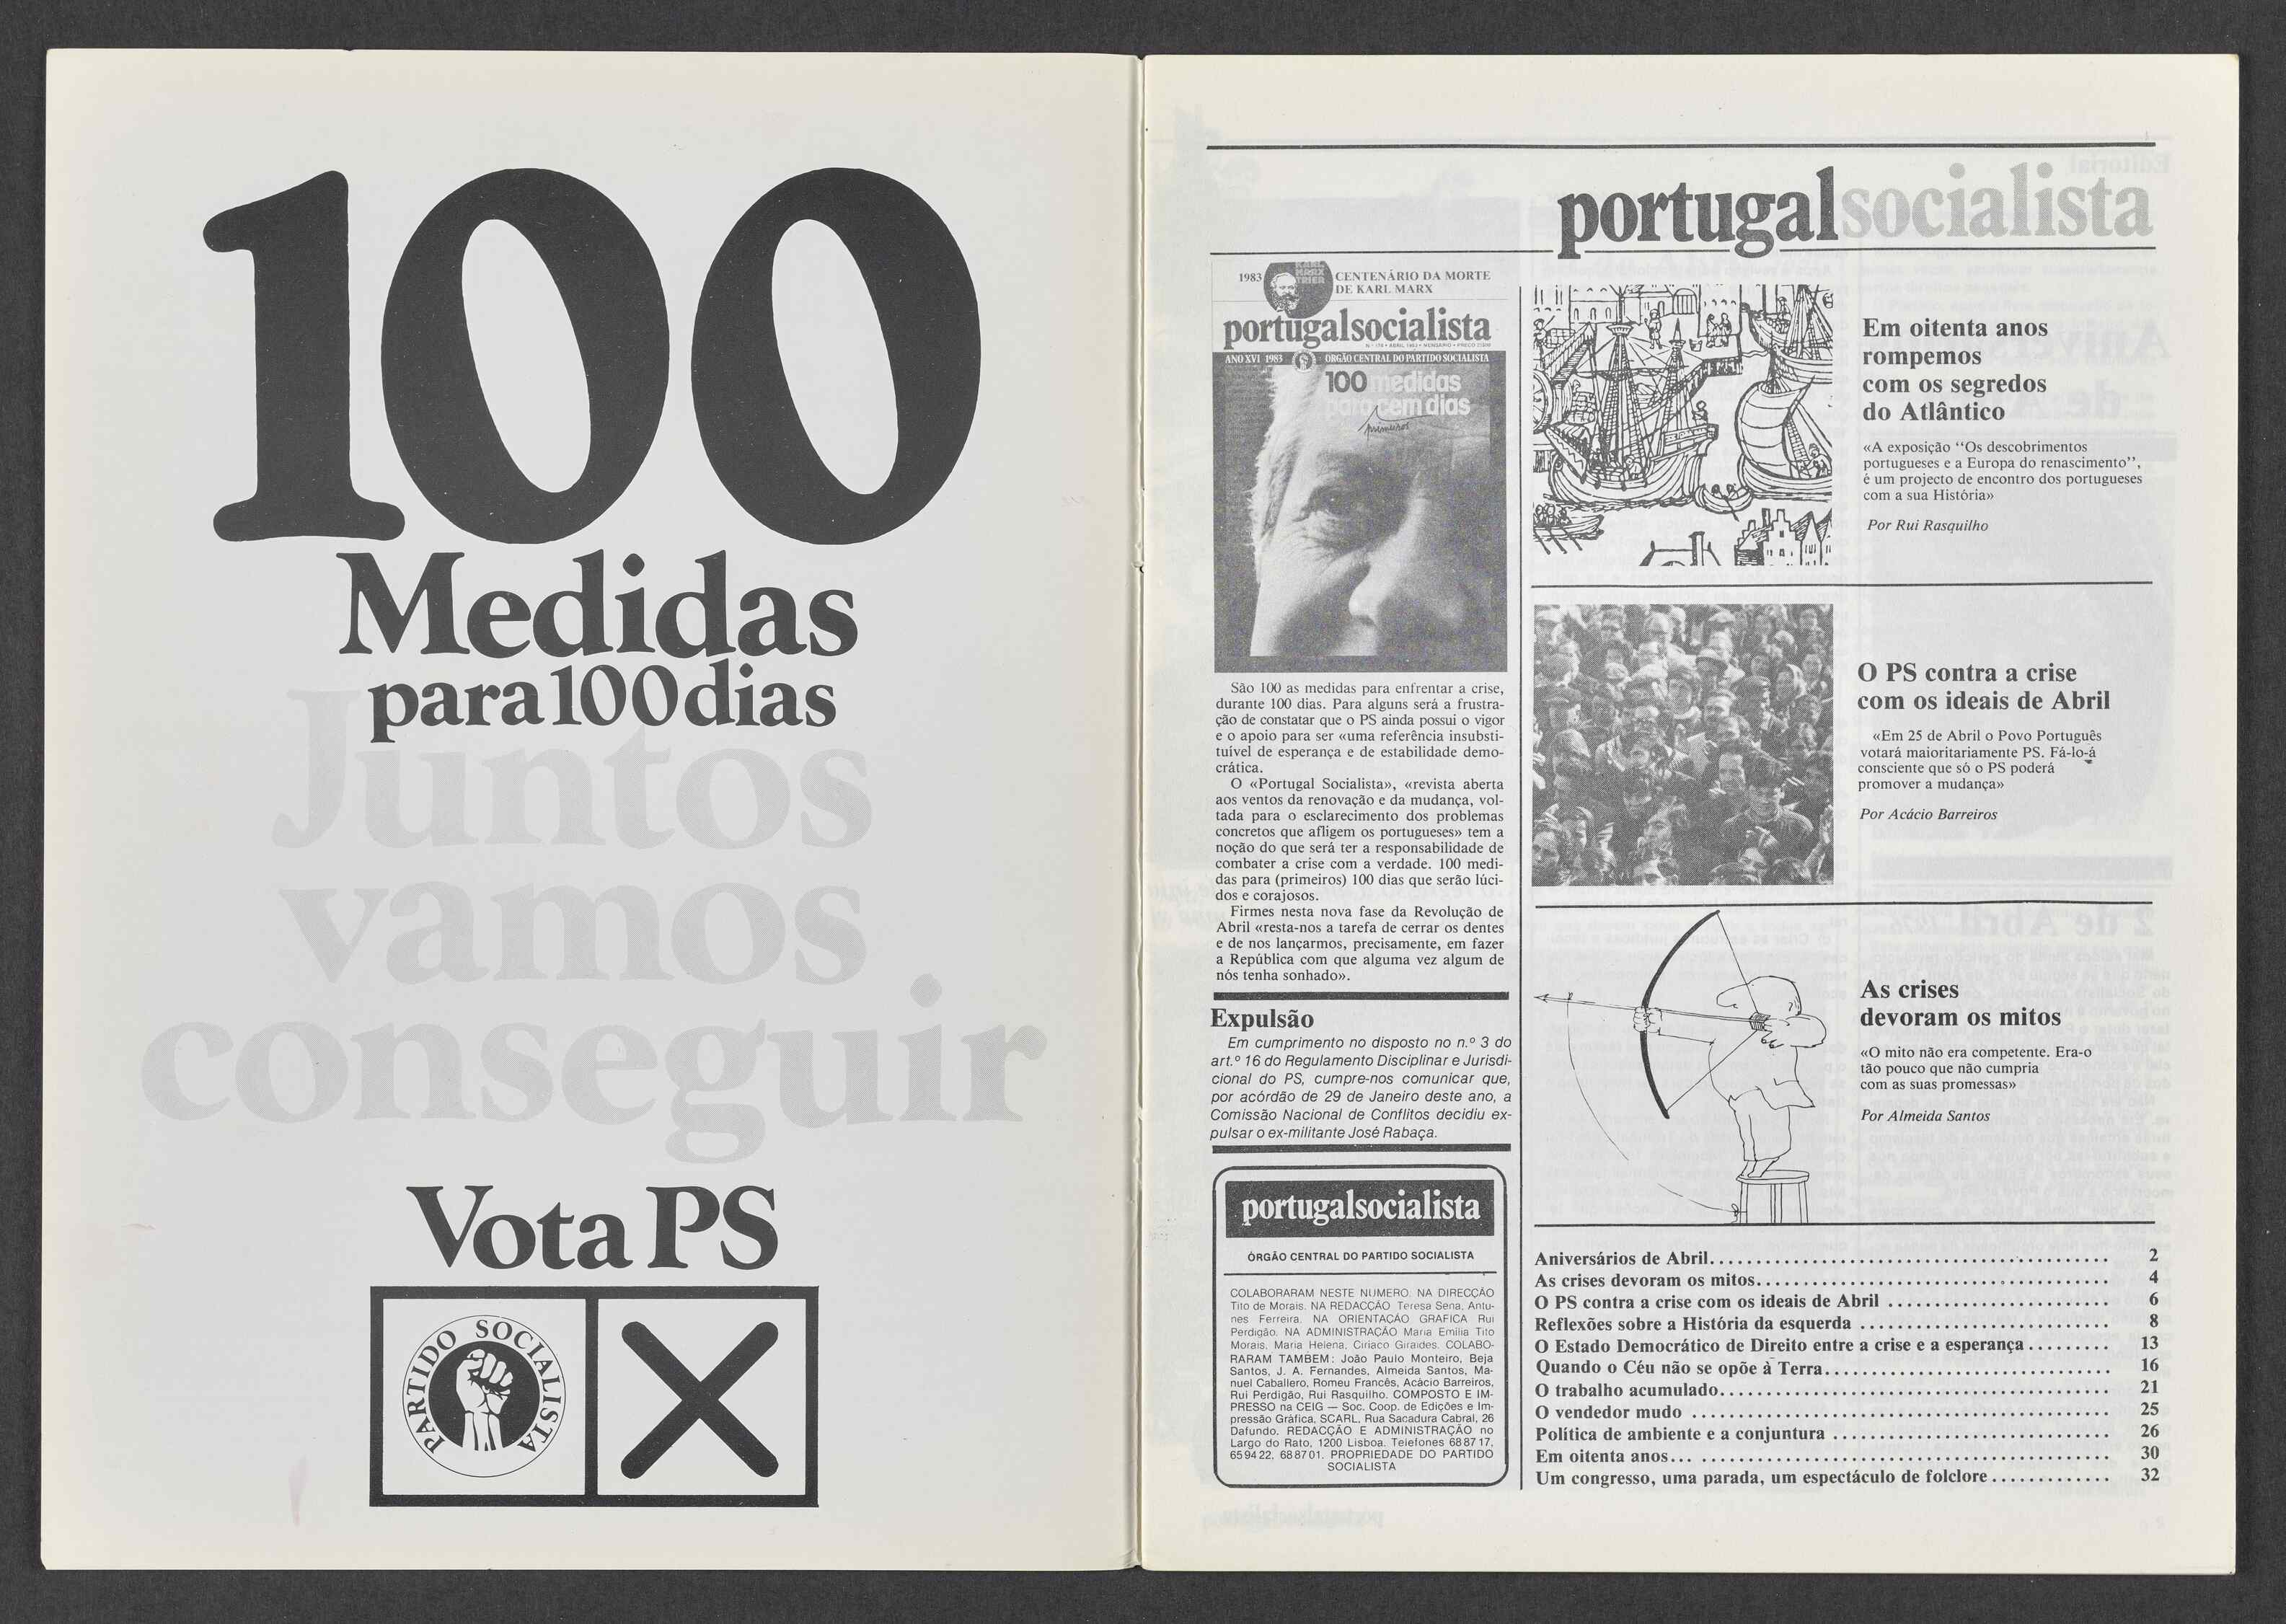 100
Medidas
para 100 dias
Juntos
vamos
conseguir
Vota PS
PARTIDO SOCIALISTA
portugalsocialista
1983
KARL
MARX
TRIER
CENTENÁRIO DA MORTE
DE KARL MARX
portugalsocialista
ANO XVI 1983
ORGÃO CENTRAL DO PARTIDO SOCIALISTA
100 medidas
para cem dias
primeiros
São 100 as medidas para enfrentar a crise,
durante 100 dias. Para alguns será a frustra-
ção de constatar que o PS ainda possui o vigor
e o apoio para ser «uma referência insubsti-
tuível de esperança e de estabilidade demo-
crática.
O «Portugal Socialista», «revista aberta
aos ventos da renovação e da mudança, vol-
tada para o esclarecimento dos problemas
concretos que afligem os portugueses» tem a
noção do que será ter a responsabilidade de
combater a crise com a verdade. 100 medi-
das para (primeiros) 100 dias que serão lúci-
dos e corajosos.
Firmes nesta nova fase da Revolução de
Abril «resta-nos a tarefa de cerrar os dentes
e de nos lançarmos, precisamente, em fazer
a República com que alguma vez algum de
nós tenha sonhado».
Expulsão
Em cumprimento no disposto no n.º 3 do
art.º 16 do Regulamento Disciplinar e Jurisdi-
cional do PS, cumpre-nos comunicar que,
por acórdão de 29 de Janeiro deste ano, a
Comissão Nacional de Conflitos decidiu ex-
pulsar o ex-militante José Rabaça.
portugalsocialista
ÓRGÃO CENTRAL DO PARTIDO SOCIALISTA
COLABORARAM NESTE NUMERO. NA DIRECÇÃO
Tito de Morais. NA REDACÇÃO Teresa Sena, Antu-
nes Ferreira. NA ORIENTAÇÃO GRAFICA Rui
Perdigão. NA ADMINISTRAÇÃO Maria Emilia Tito
Morais, Maria Helena, Ciriaco Giraldes. COLABO-
RARAM TAMBEM: João Paulo Monteiro, Beja
Santos, J. A. Fernandes, Almeida Santos, Ma-
nuel Caballero, Romeu Francês, Acácio Barreiros,
Rui Perdigão, Rui Rasquilho. COMPOSTO E IM-
PRESSO na CEIG — Soc. Coop. de Edições e Im-
pressão Gráfica, SCARL, Rua Sacadura Cabral, 26
Dafundo. REDACÇÃO E ADMINISTRAÇÃO no
Largo do Rato, 1200 Lisboa. Telefones 68 87 17,
65 94 22, 68 87 01. PROPRIEDADE DO PARTIDO
SOCIALISTA
Em oitenta anos
rompemos
com os segredos
do Atlântico
«A exposição “Os descobrimentos
portugueses e a Europa do renascimento”,
é um projecto de encontro dos portugueses
com a sua História»
Por Rui Rasquilho
O PS contra a crise
com os ideais de Abril
«Em 25 de Abril o Povo Português
votará maioritariamente PS. Fá-lo-á
consciente que só o PS poderá
promover a mudança»
Por Acácio Barreiros
As crises
devoram os mitos
«O mito não era competente. Era-o
tão pouco que não cumpria
com as suas promessas»
Por Almeida Santos
Aniversários de Abril........................................ 2
As crises devoram os mitos................................... 4
O PS contra a crise com os ideais de Abril ........................ 6
Reflexões sobre a História da esquerda ........................... 8
O Estado Democrático de Direito entre a crise e a esperança......... 13
Quando o Céu não se opõe à Terra............................... 16
O trabalho acumulado........................................ 21
O vendedor mudo ............................................ 25
Política de ambiente e a conjuntura .............................. 26
Em oitenta anos... ........................................... 30
Um congresso, uma parada, um espectáculo de folclore............. 32